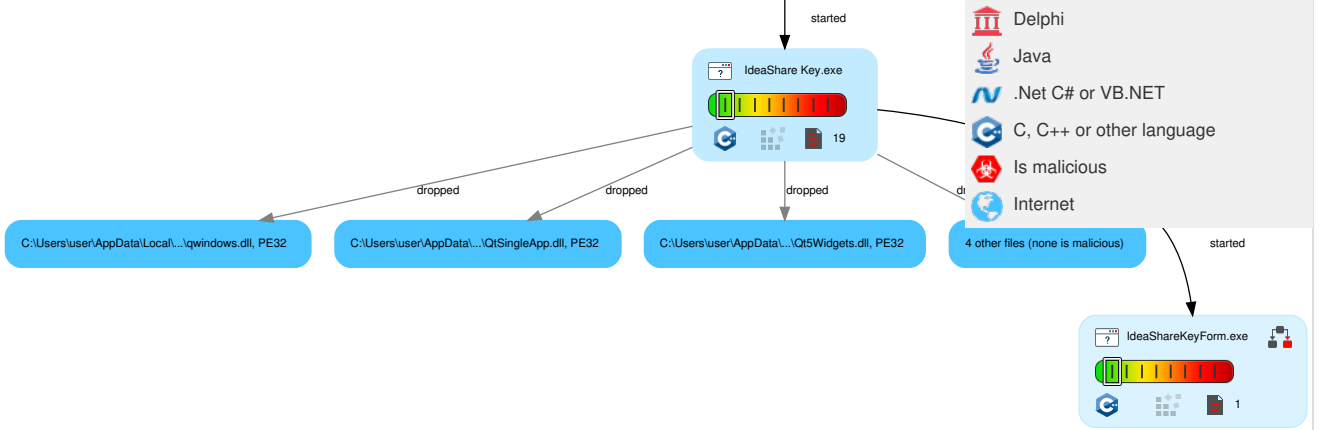 started
Delphi
Java
.Net C# or VB.NET
C, C++ or other language
Is malicious
Internet
IdeaShare Key.exe
19
dropped
dropped
dropped
C:\Users\user\AppData\Local\...\qwindows.dll, PE32
C:\Users\user\AppData\...\QtSingleApp.dll, PE32
C:\Users\user\AppData\...\Qt5Widgets.dll, PE32
4 other files (none is malicious)
started
IdeaShareKeyForm.exe
1